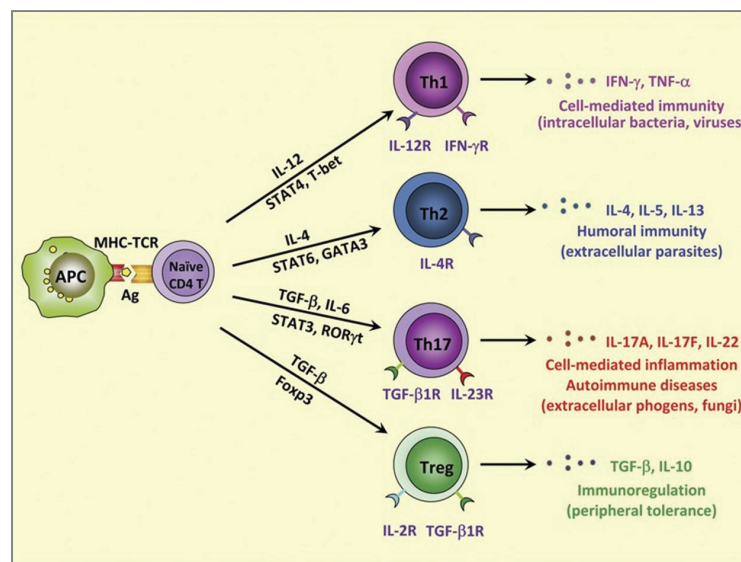 APC
MHC-TCR
Ag
Naïve
CD4 T
IL-12
STAT4, T-bet
Th1
IL-12R IFN-γR
IFN-γ, TNF-α
Cell-mediated immunity
(intracellular bacteria, viruses
IL-4
STAT6, GATA3
Th2
IL-4R
IL-4, IL-5, IL-13
Humoral immunity
(extracellular parasites)
TGF-β, IL-6
STAT3, RORγt
Th17
TGF-β1R IL-23R
IL-17A, IL-17F, IL-22
Cell-mediated inflammation
Autoimmune diseases
(extracellular phogens, fungi)
TGF-β
Foxp3
Treg
IL-2R TGF-β1R
TGF-β, IL-10
Immunoregulation
(peripheral tolerance)